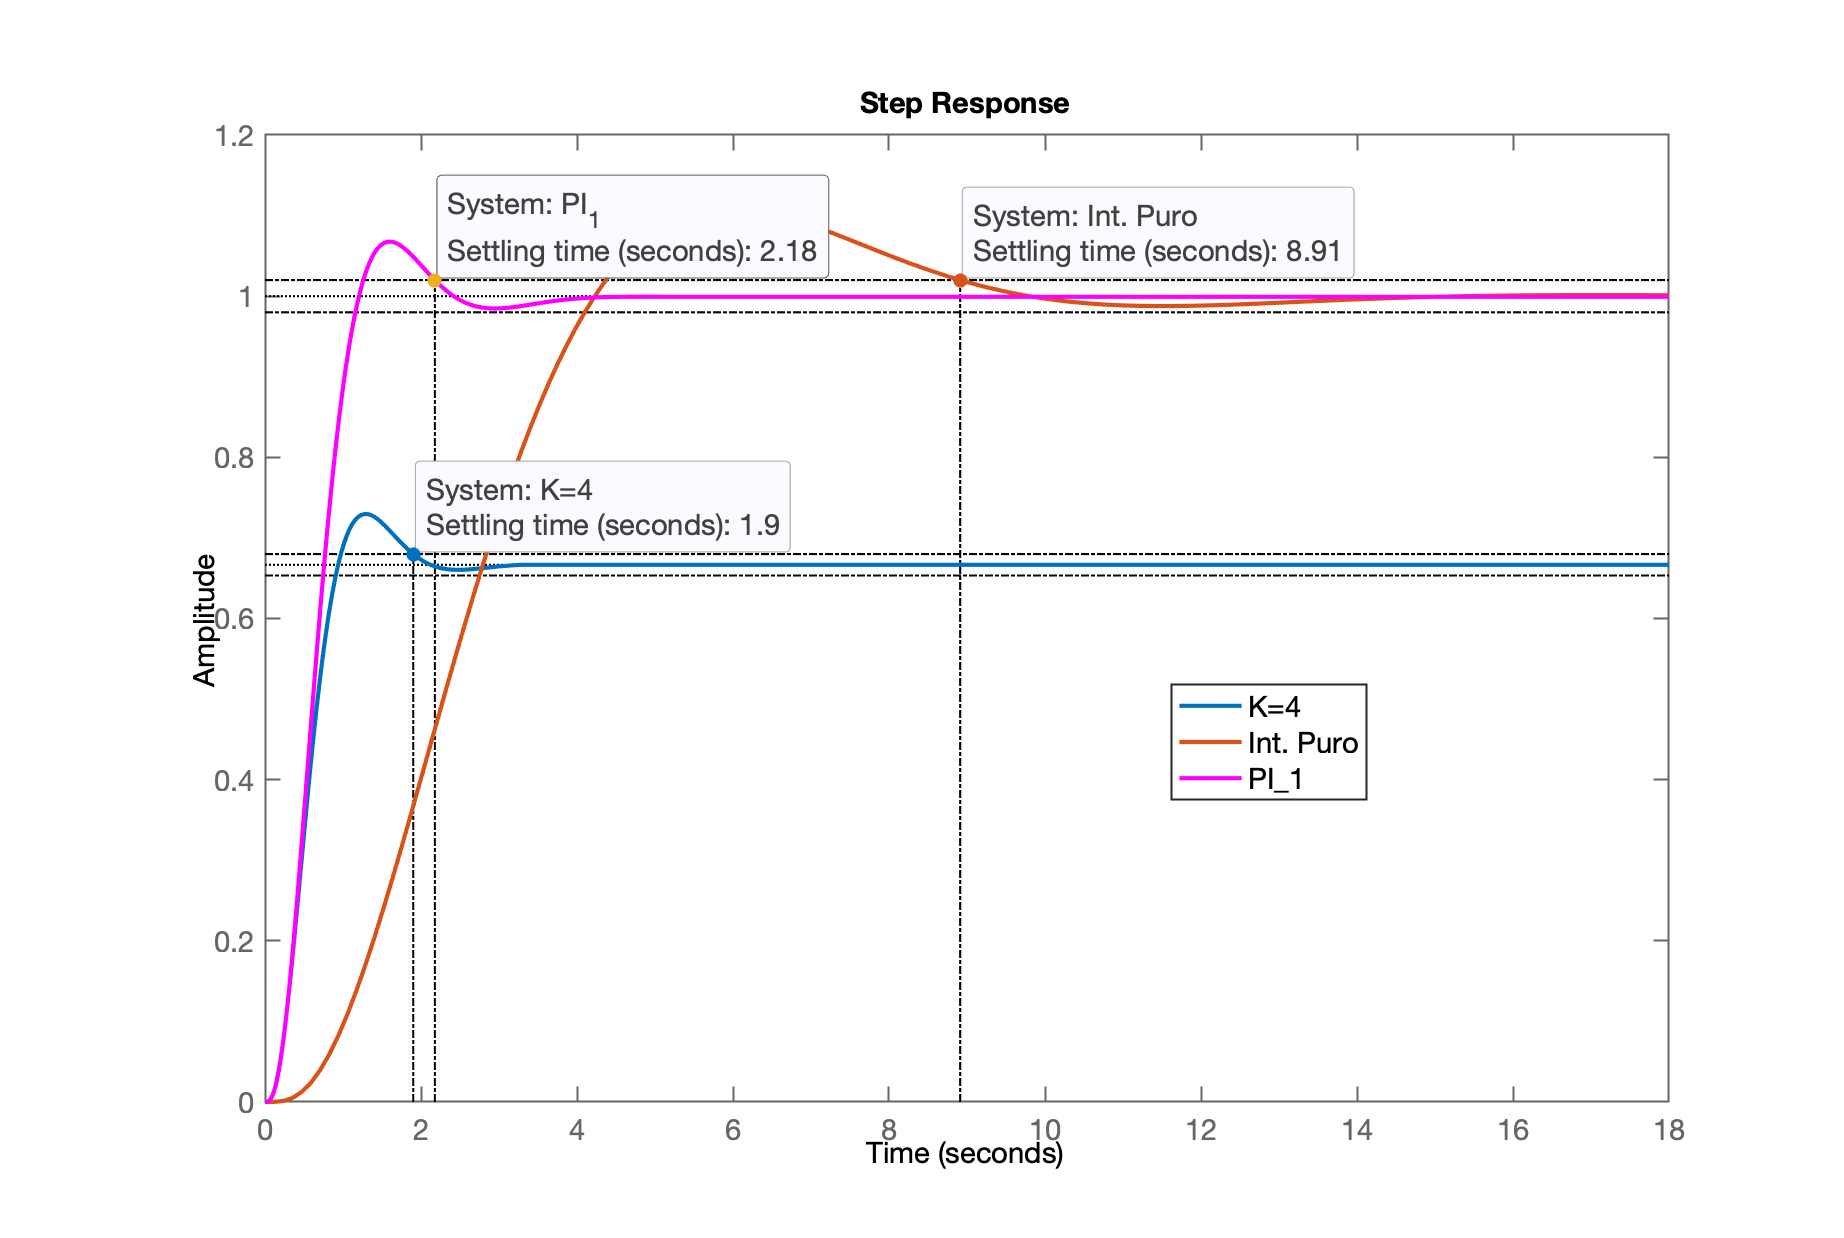 Step Response
1.2
1
0.8
0.6
0.4
0.2
0
Amplitude
System: PI1
Settling time (seconds): 2.18
System: Int. Puro
Settling time (seconds): 8.91
System: K=4
Settling time (seconds): 1.9
K=4
Int. Puro
PI_1
0 2 4 6 8 10 12 14 16 18
Time (seconds)